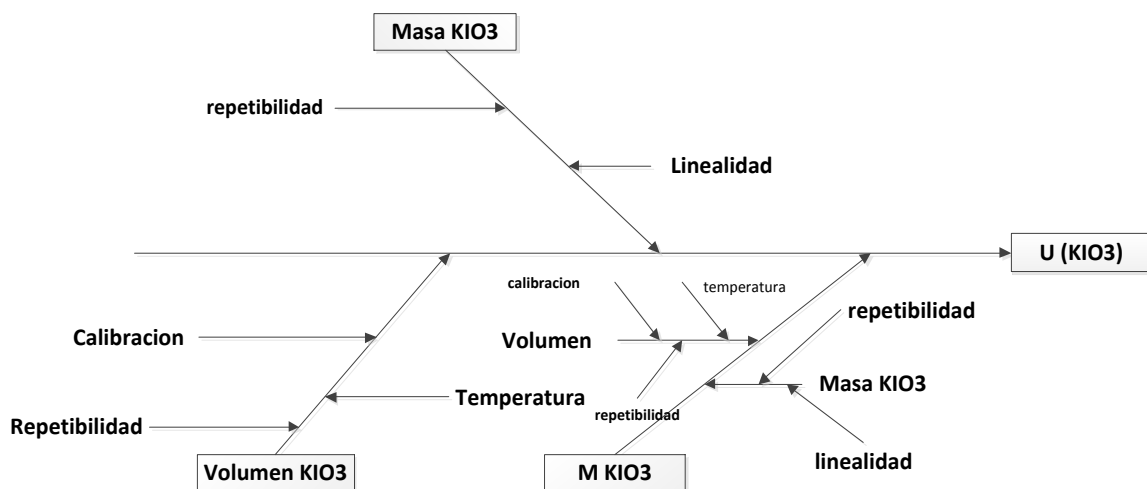 Masa KIO3
repetibilidad
Linealidad
U (KIO3)
calibracion
temperatura
repetibilidad
Calibracion
Volumen
Masa KIO3
Temperatura
repetibilidad
Repetibilidad
linealidad
Volumen KIO3
M KIO3